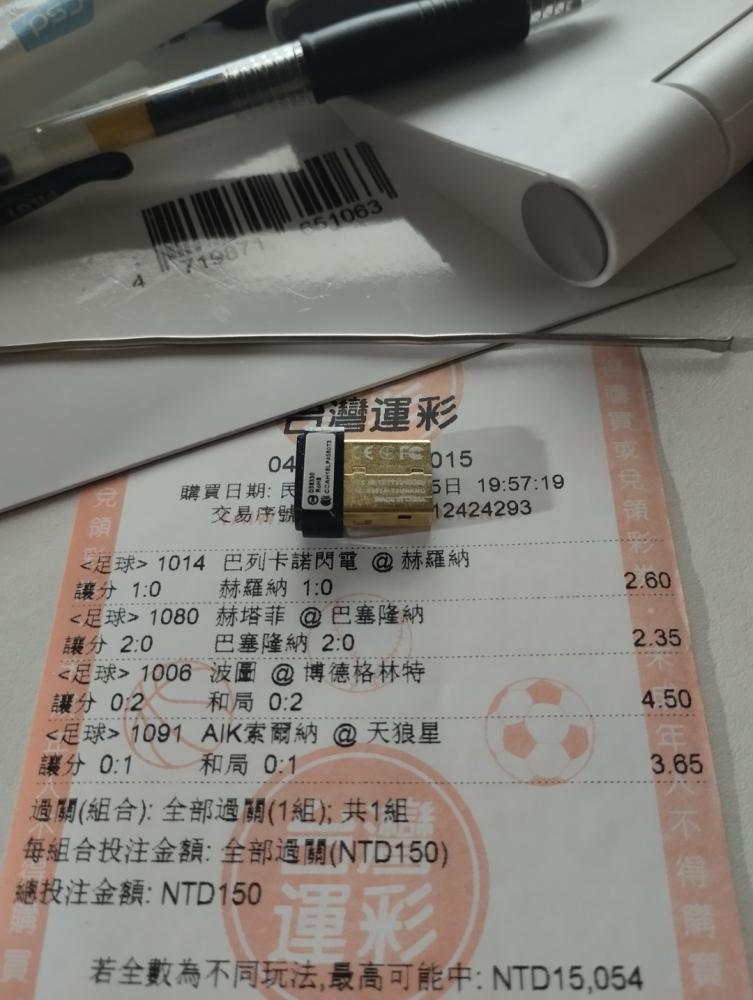 PILOT
4 719871 651063
台灣運彩
04 015
購買日期: 民 5日 19:57:19
交易序號 12424293
<足球> 1014 巴列卡諾閃電 @ 赫羅納
讓分 1:0 赫羅納 1:0 2.60
<足球> 1080 赫塔菲 @ 巴塞隆納
讓分 2:0 巴塞隆納 2:0 2.35
<足球> 1006 波圖 @ 博德格林特
讓分 0:2 和局 0:2 4.50
<足球> 1091 AIK索爾納 @ 天狼星
讓分 0:1 和局 0:1 3.65
過關(組合): 全部過關(1組); 共1組
每組合投注金額: 全部過關(NTD150)
總投注金額: NTD150
若全數為不同玩法,最高可能中: NTD15,054
台灣運彩